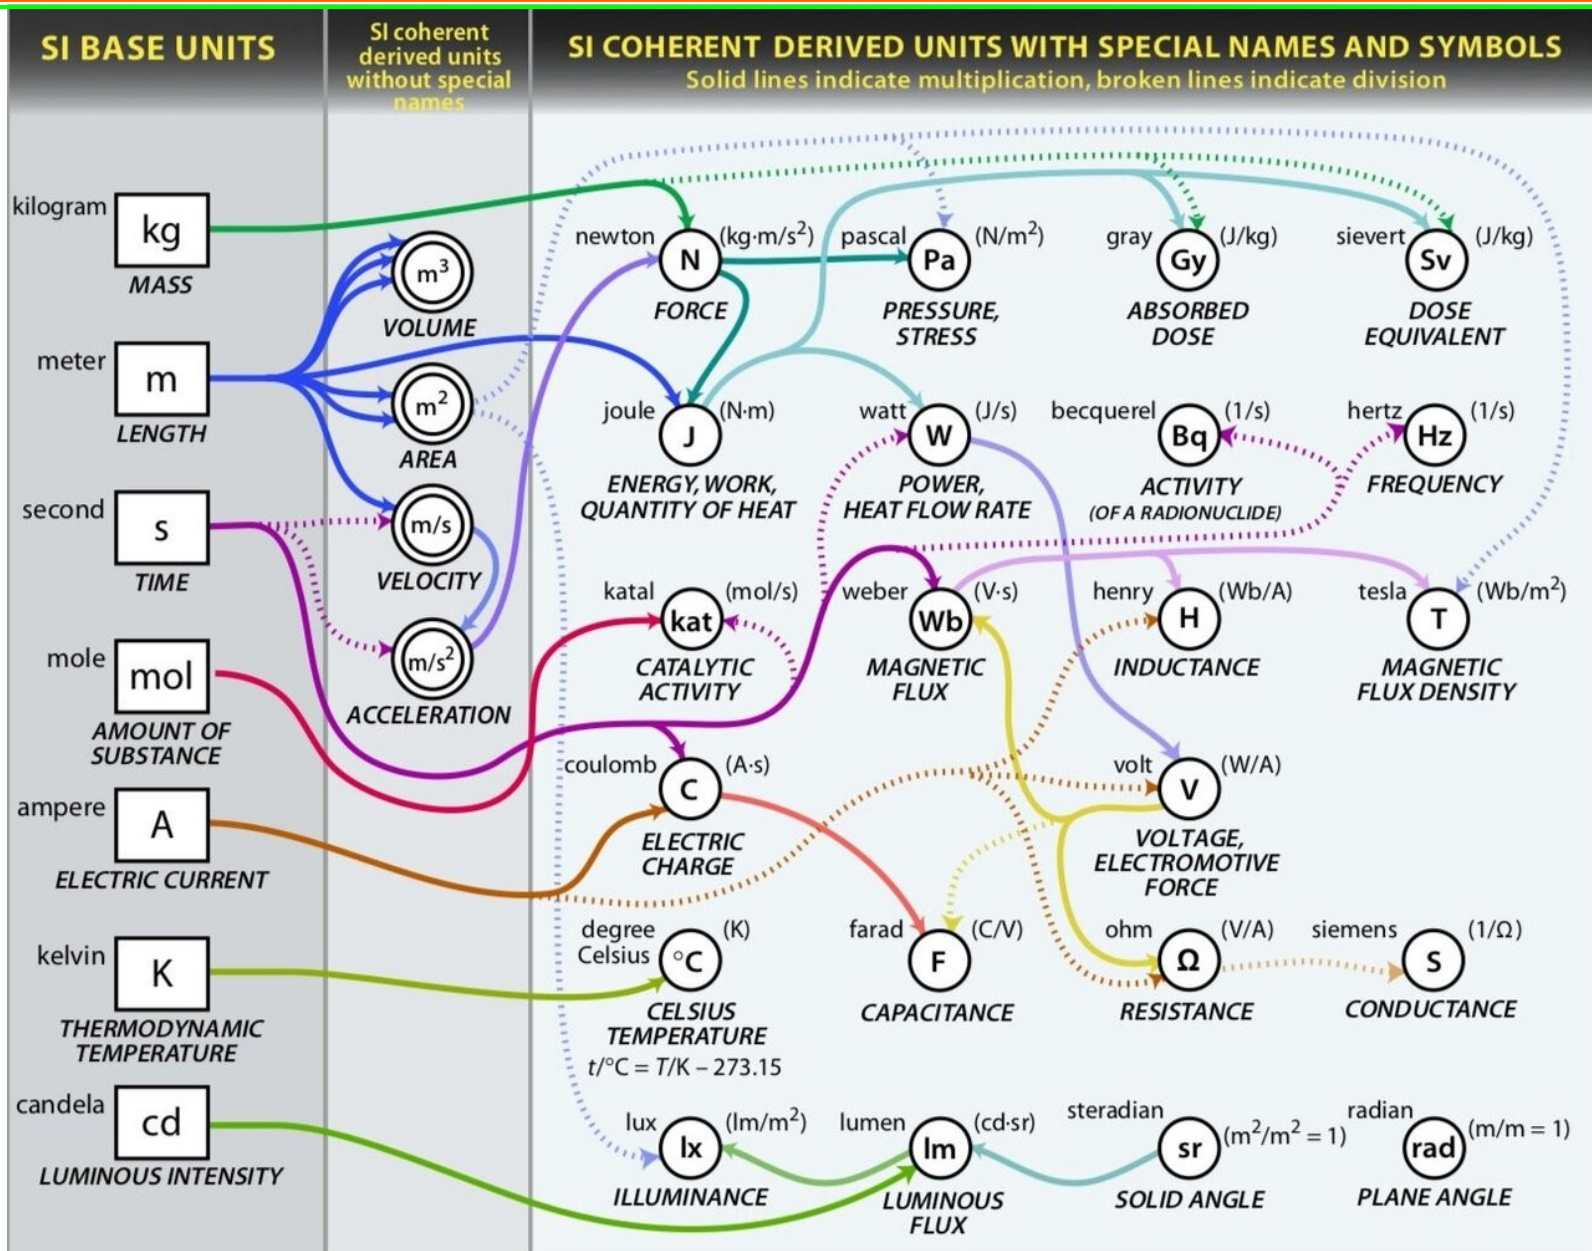 SI BASE UNITS
SI coherent
derived units
without special
names
SI COHERENT DERIVED UNITS WITH SPECIAL NAMES AND SYMBOLS
Solid lines indicate multiplication, broken lines indicate division
kilogram
kg
MASS
meter
m
LENGTH
second
s
TIME
mole
mol
AMOUNT OF
SUBSTANCE
ampere
A
ELECTRIC CURRENT
kelvin
K
THERMODYNAMIC
TEMPERATURE
candela
cd
LUMINOUS INTENSITY
m³
VOLUME
m²
AREA
m/s
VELOCITY
m/s²
ACCELERATION
newton
N
(kg·m/s²)
FORCE
pascal
Pa
(N/m²)
PRESSURE,
STRESS
gray
Gy
(J/kg)
ABSORBED
DOSE
sievert
Sv
(J/kg)
DOSE
EQUIVALENT
joule
J
(N·m)
ENERGY, WORK,
QUANTITY OF HEAT
watt
W
(J/s)
POWER,
HEAT FLOW RATE
becquerel
Bq
(1/s)
ACTIVITY
(OF A RADIONUCLIDE)
hertz
Hz
(1/s)
FREQUENCY
katal
kat
(mol/s)
CATALYTIC
ACTIVITY
weber
Wb
(V·s)
MAGNETIC
FLUX
henry
H
(Wb/A)
INDUCTANCE
tesla
T
(Wb/m²)
MAGNETIC
FLUX DENSITY
coulomb
C
(A·s)
ELECTRIC
CHARGE
volt
V
(W/A)
VOLTAGE,
ELECTROMOTIVE
FORCE
degree
Celsius
°C
(K)
CELSIUS
TEMPERATURE
t/°C = T/K – 273.15
farad
F
(C/V)
CAPACITANCE
ohm
Ω
(V/A)
RESISTANCE
siemens
S
(1/Ω)
CONDUCTANCE
lux
lx
(lm/m²)
ILLUMINANCE
lumen
lm
(cd·sr)
LUMINOUS
FLUX
steradian
sr
(m²/m² = 1)
SOLID ANGLE
radian
rad
(m/m = 1)
PLANE ANGLE